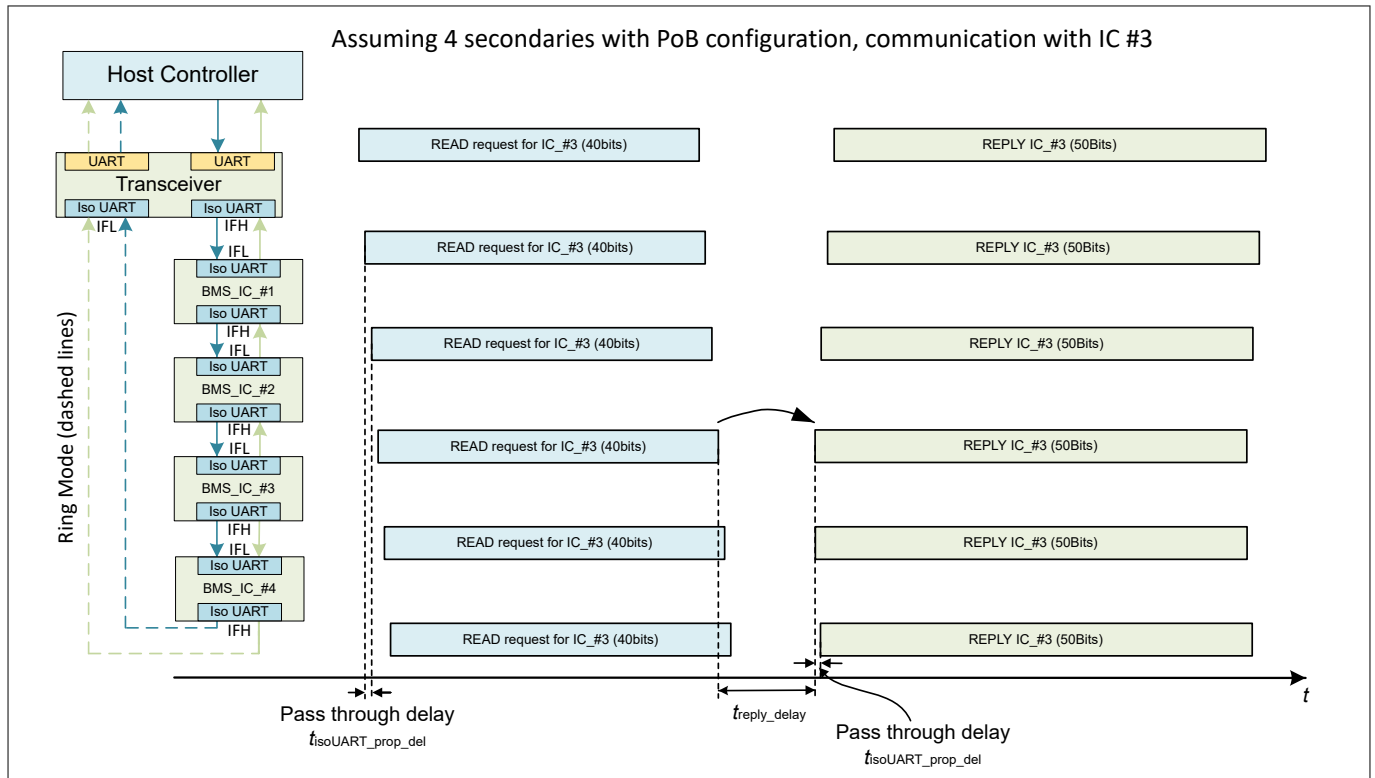 Assuming 4 secondaries with PoB configuration, communication with IC #3
Host Controller
READ request for IC_#3 (40bits)
REPLY IC_#3 (50Bits)
UART
UART
Transceiver
Iso UART
Iso UART
IFL
IFH
READ request for IC_#3 (40bits)
REPLY IC_#3 (50Bits)
IFL
Iso UART
BMS_IC_#1
Iso UART
IFH
READ request for IC_#3 (40bits)
REPLY IC_#3 (50Bits)
IFL
Iso UART
BMS_IC_#2
Iso UART
IFH
READ request for IC_#3 (40bits)
REPLY IC_#3 (50Bits)
IFL
Iso UART
BMS_IC_#3
Iso UART
IFH
READ request for IC_#3 (40bits)
REPLY IC_#3 (50Bits)
IFL
Iso UART
BMS_IC_#4
Iso UART
IFH
READ request for IC_#3 (40bits)
REPLY IC_#3 (50Bits)
Ring Mode (dashed lines)
t
Pass through delay
tisoUART_prop_del
treply_delay
Pass through delay
tisoUART_prop_del